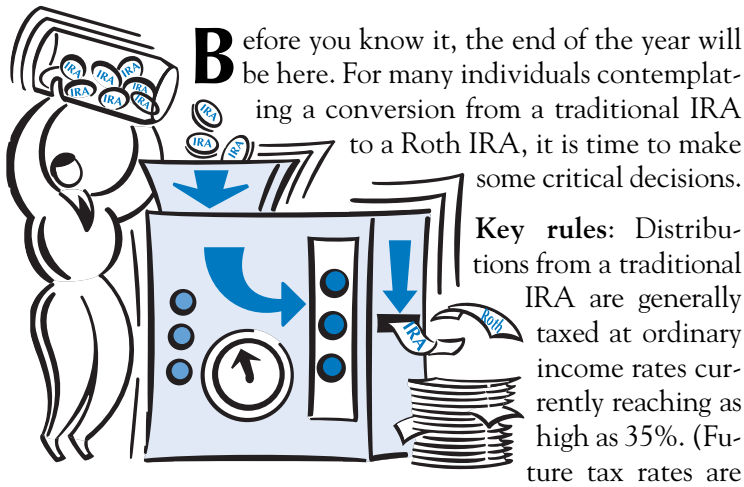 Before you know it, the end of the year will
be here. For many individuals contemplat-
ing a conversion from a traditional IRA
to a Roth IRA, it is time to make
some critical decisions.
Key rules: Distribu-
tions from a traditional
IRA are generally
taxed at ordinary
income rates cur-
rently reaching as
high as 35%. (Fu-
ture tax rates are
IRA
IRA
IRA
IRA
IRA
IRA
IRA
IRA
IRA
IRA
IRA
Roth